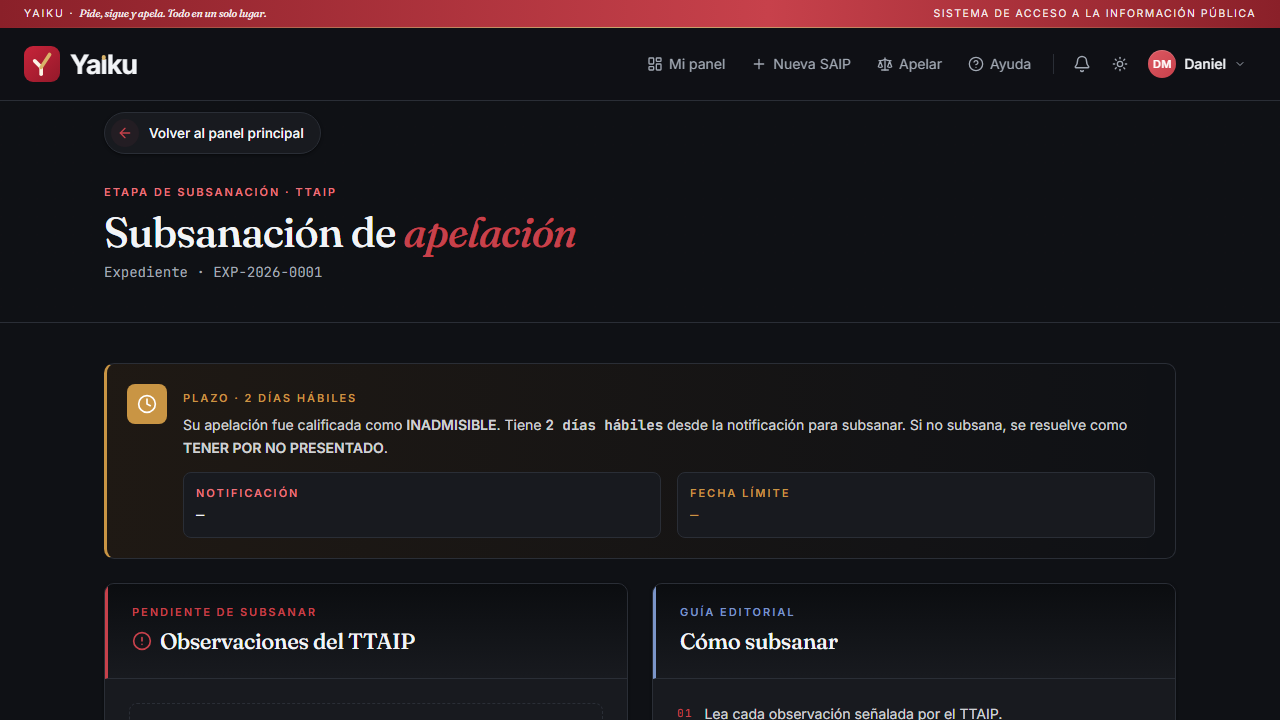 YAIKU · Pide, sigue y apela. Todo en un solo lugar.
SISTEMA DE ACCESO A LA INFORMACIÓN PÚBLICA
Yaiku
Mi panel
Nueva SAIP
Apelar
Ayuda
DM
Daniel
Volver al panel principal
ETAPA DE SUBSANACIÓN · TTAIP
Subsanación de apelación
Expediente · EXP-2026-0001
PLAZO · 2 DÍAS HÁBILES
Su apelación fue calificada como INADMISIBLE. Tiene 2 días hábiles desde la notificación para subsanar. Si no subsana, se resuelve como
TENER POR NO PRESENTADO.
NOTIFICACIÓN
—
FECHA LÍMITE
—
PENDIENTE DE SUBSANAR
Observaciones del TTAIP
GUÍA EDITORIAL
Cómo subsanar
01 Lea cada observación señalada por el TTAIP.